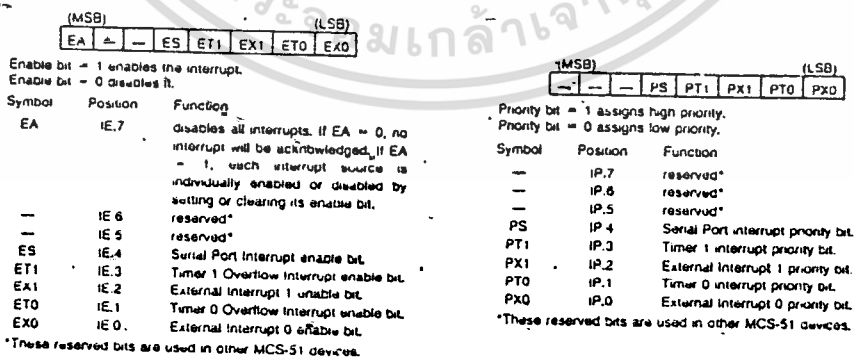 (MSB) (LSB)
EA — — ES ET1 EX1 ET0 EX0
Enable bit = 1 enables the interrupt.
Enable bit = 0 disables it.
Symbol Position Function
EA IE.7 disables all interrupts. If EA = 0, no
interrupt will be acknowledged. If EA
= 1, each interrupt source is
individually enabled or disabled by
setting or clearing its enable bit.
— IE 6 reserved*
— IE 5 reserved*
ES IE.4 Serial Port Interrupt enable bit.
ET1 IE.3 Timer 1 Overflow Interrupt enable bit.
EX1 IE.2 External Interrupt 1 enable bit.
ET0 IE.1 Timer 0 Overflow Interrupt enable bit.
EX0 IE 0. External Interrupt 0 enable bit.
*These reserved bits are used in other MCS-51 devices.
(MSB) (LSB)
— — — PS PT1 PX1 PT0 PX0
Priority bit = 1 assigns high priority.
Priority bit = 0 assigns low priority.
Symbol Position Function
— IP.7 reserved*
— IP.6 reserved*
— IP.5 reserved*
PS IP 4 Serial Port interrupt priority bit.
PT1 IP.3 Timer 1 interrupt priority bit.
PX1 IP.2 External Interrupt 1 priority bit.
PT0 IP.1 Timer 0 interrupt priority bit.
PX0 IP.0 External Interrupt 0 priority bit.
*These reserved bits are used in other MCS-51 devices.